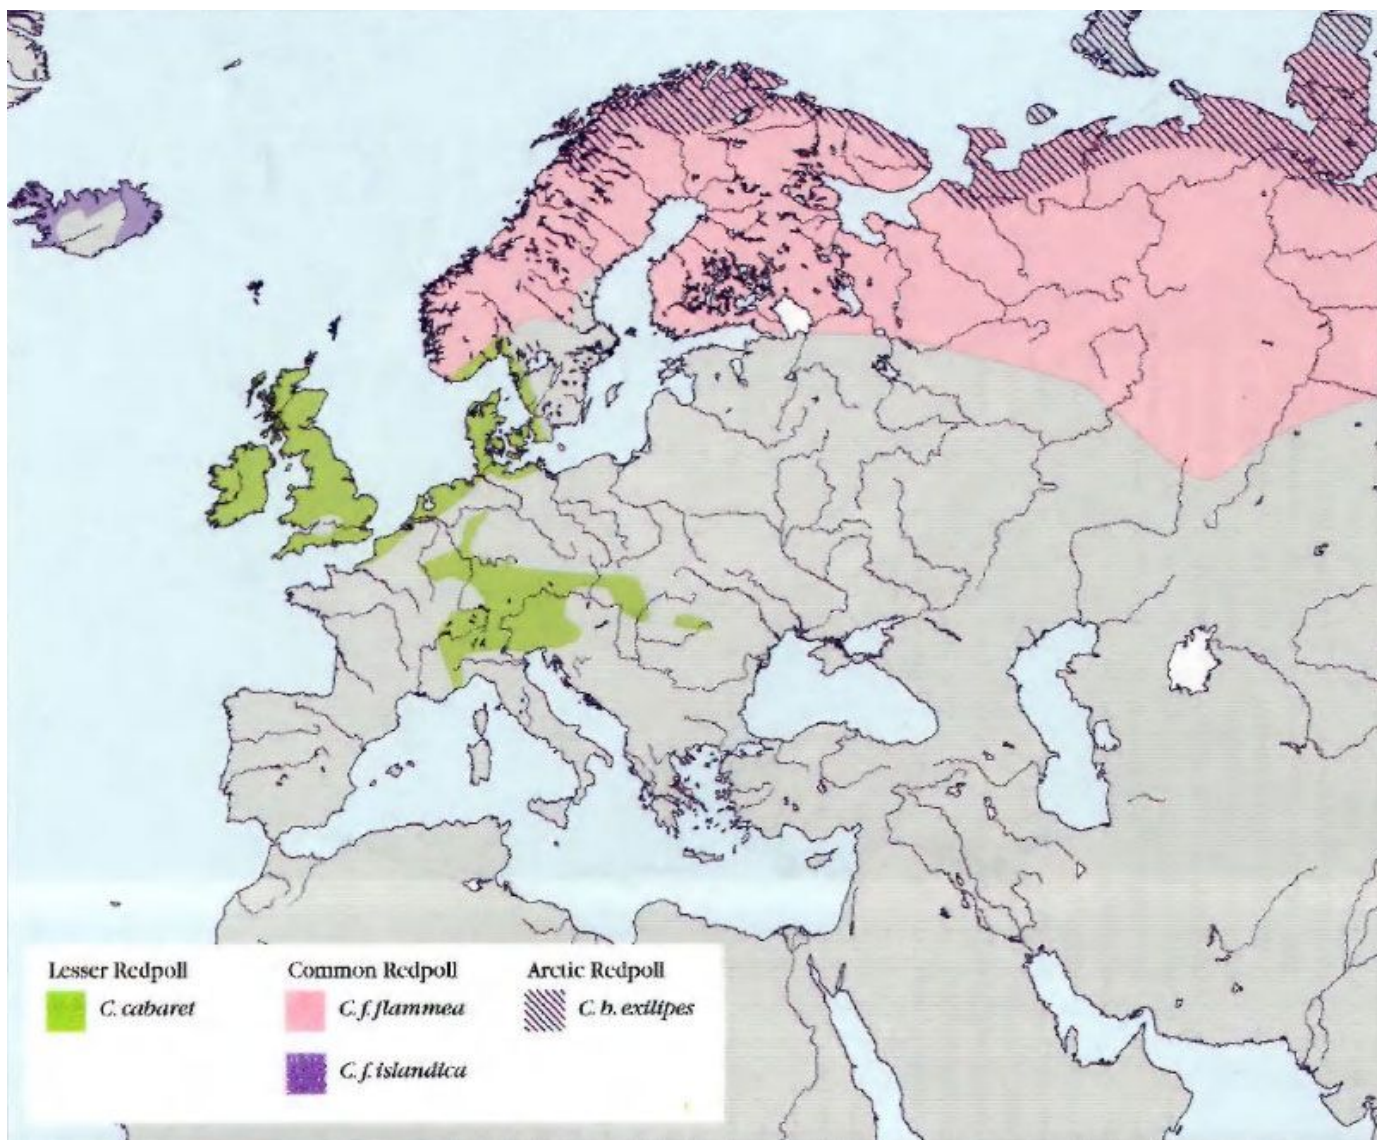 Lesser Redpoll
C. cabaret
Common Redpoll
C. f. flammea
C. f. islandica
Arctic Redpoll
C. h. exilipes